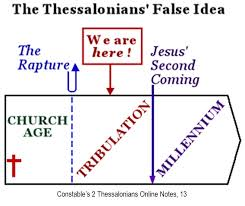 The Thessalonians' False Idea
The
Rapture
We are
here!
Jesus'
Second
Coming
CHURCH
AGE
TRIBULATION
MILLENNIUM
Constable's 2 Thessalonians Online Notes, 13